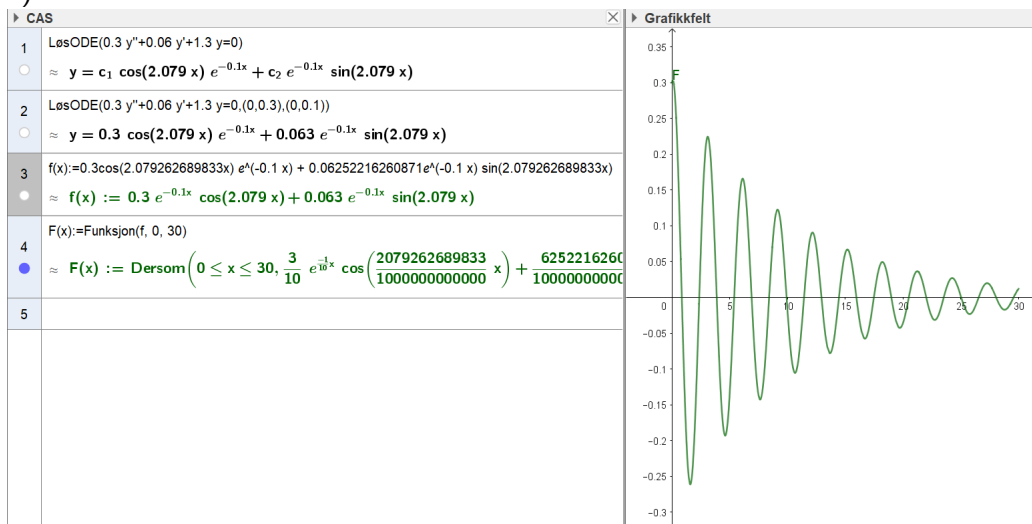 CAS
1
LøsODE(0.3 y''+0.06 y'+1.3 y=0)
≈ y = c₁ cos(2.079 x) e^(-0.1x) + c₂ e^(-0.1x) sin(2.079 x)
2
LøsODE(0.3 y''+0.06 y'+1.3 y=0,(0,0.3),(0,0.1))
≈ y = 0.3 cos(2.079 x) e^(-0.1x) + 0.063 e^(-0.1x) sin(2.079 x)
3
f(x):=0.3cos(2.079262689833x) e^(-0.1 x) + 0.06252216260871e^(-0.1 x) sin(2.079262689833x)
≈ f(x) := 0.3 e^(-0.1x) cos(2.079 x) + 0.063 e^(-0.1x) sin(2.079 x)
4
F(x):=Funksjon(f, 0, 30)
≈ F(x) := Dersom(0 ≤ x ≤ 30, 3/10 e^(-1/10 x) cos(2079262689833/1000000000000 x) + 625221626
5
Grafikkfelt
F
0.35
0.3
0.25
0.2
0.15
0.1
0.05
0 5 10 15 20 25 30
-0.05
-0.1
-0.15
-0.2
-0.25
-0.3